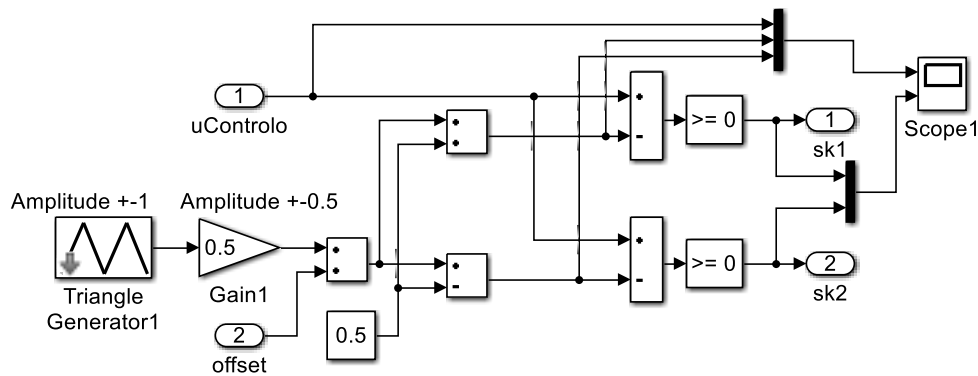 1
uControlo
>= 0
1
sk1
Scope1
Amplitude +-1
Amplitude +-0.5
0.5
Triangle
Generator1
Gain1
>= 0
2
sk2
2
offset
0.5